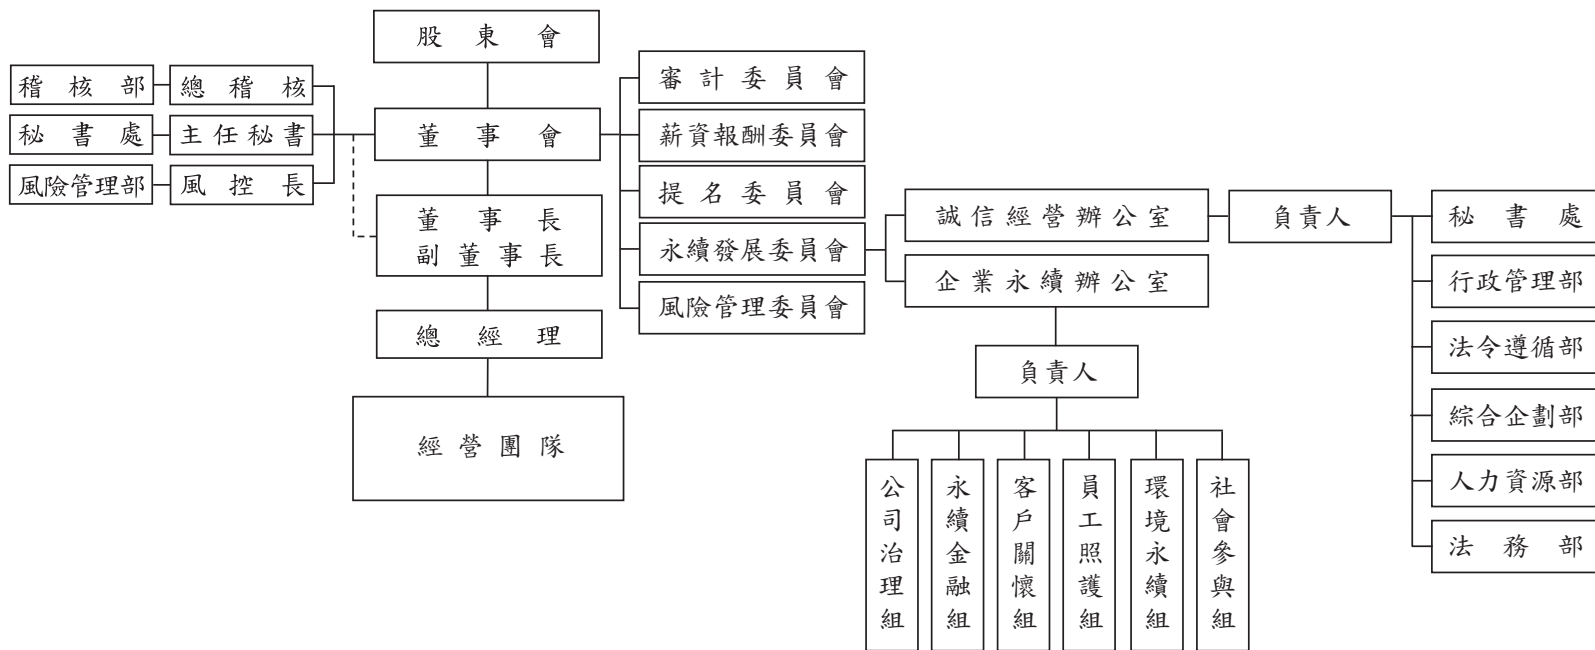 股東會
稽核部
總稽核
秘書處
主任秘書
風險管理部
風控長
董事會
董事長
副董事長
總經理
經營團隊
審計委員會
薪資報酬委員會
提名委員會
永續發展委員會
風險管理委員會
誠信經營辦公室
企業永續辦公室
負責人
秘書處
行政管理部
法令遵循部
綜合企劃部
人力資源部
法務部
負責人
公司治理組
永續金融組
客戶關懷組
員工照護組
環境永續組
社會參與組